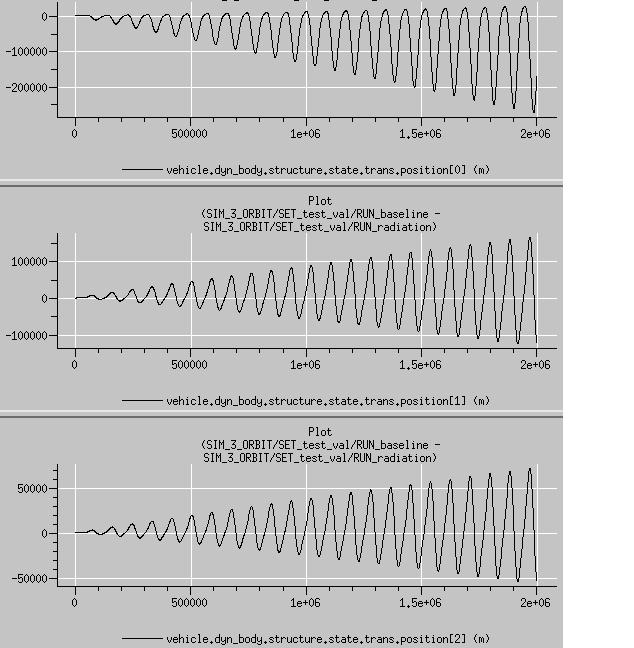 0
-100000
-200000
0 500000 1e+06 1.5e+06 2e+06
vehicle.dyn_body.structure.state.trans.position[0] (m)
Plot
(SIM_3_ORBIT/SET_test_val/RUN_baseline -
SIM_3_ORBIT/SET_test_val/RUN_radiation)
100000
0
-100000
0 500000 1e+06 1.5e+06 2e+06
vehicle.dyn_body.structure.state.trans.position[1] (m)
Plot
(SIM_3_ORBIT/SET_test_val/RUN_baseline -
SIM_3_ORBIT/SET_test_val/RUN_radiation)
50000
0
-50000
0 500000 1e+06 1.5e+06 2e+06
vehicle.dyn_body.structure.state.trans.position[2] (m)